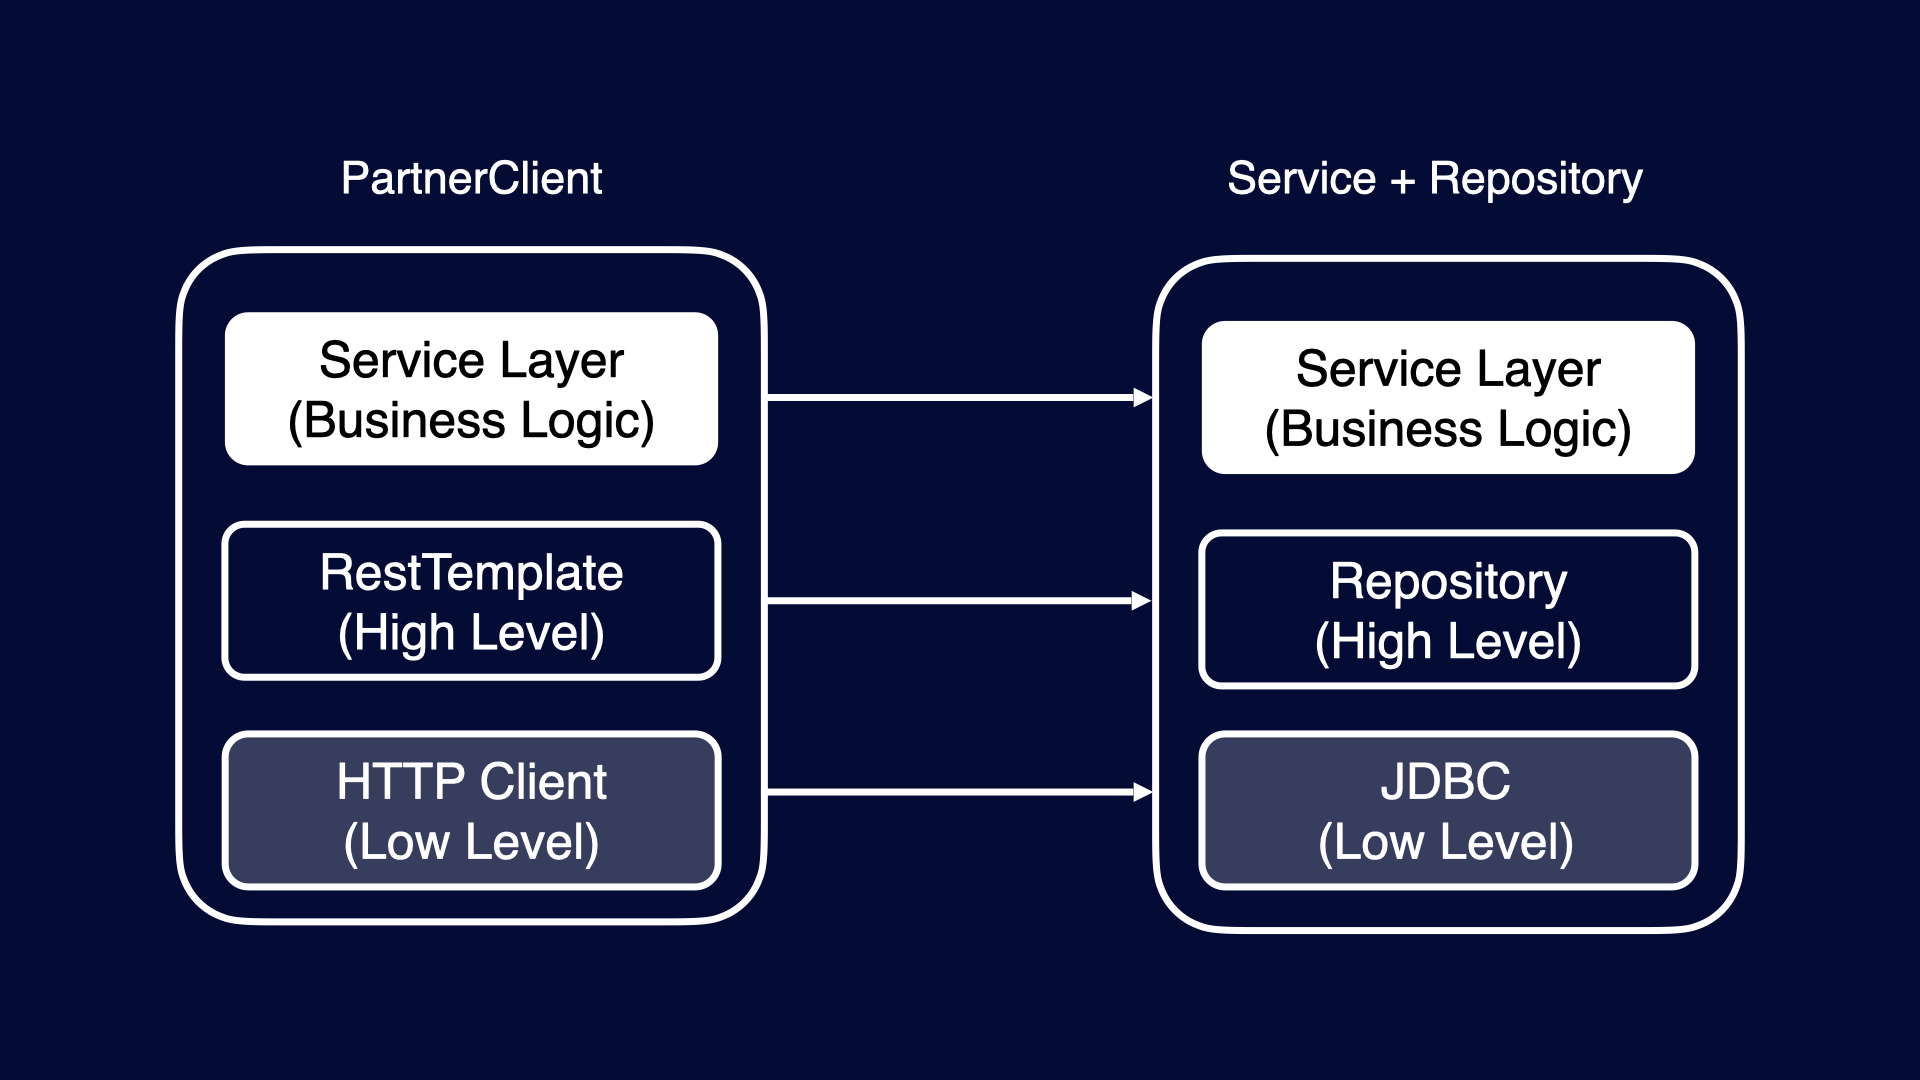 PartnerClient
Service Layer
(Business Logic)
RestTemplate
(High Level)
HTTP Client
(Low Level)
Service + Repository
Service Layer
(Business Logic)
Repository
(High Level)
JDBC
(Low Level)